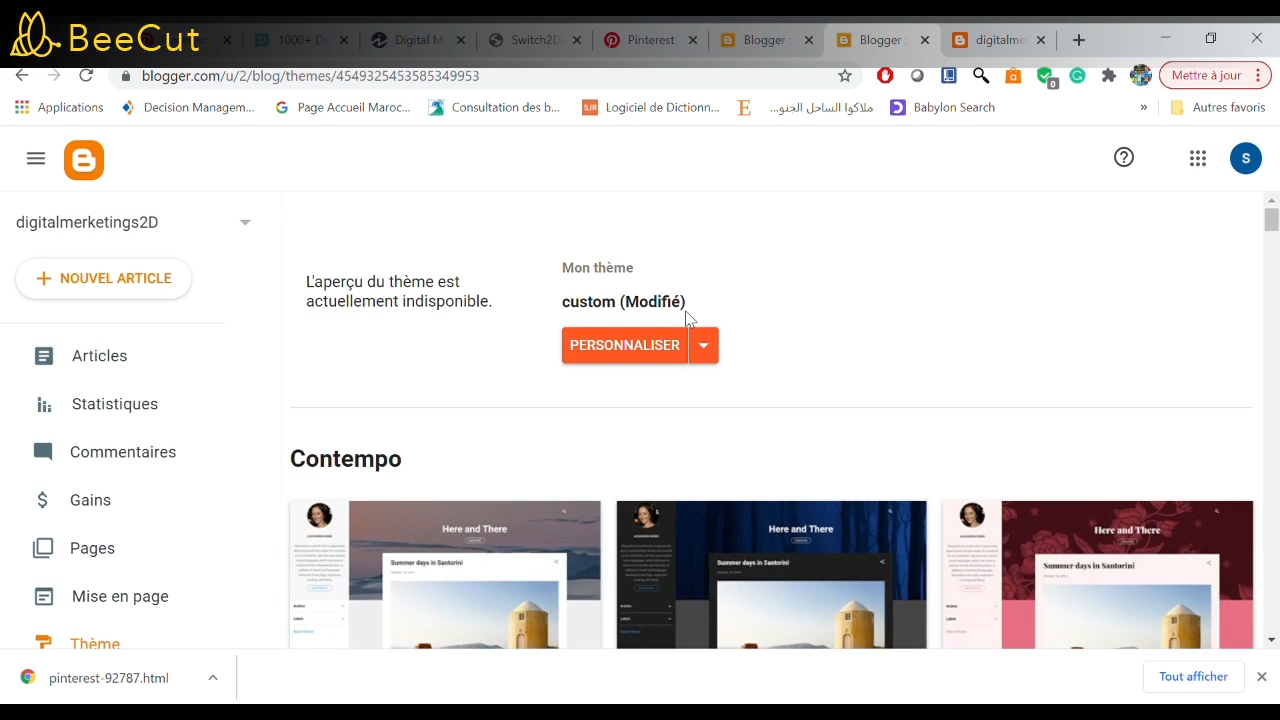 BeeCut
1000+ D
Digital M
Switch2D
Pinterest
Blogger :
Blogger :
digitalme
blogger.com/u/2/blog/themes/4549325453585549953
Mettre à jour
Applications
Decision Managem...
Page Accueil Maroc...
Consultation des b...
SJR
Logiciel de Dictionn...
E
ملاكوا الساحل الجنو...
Babylon Search
»
Autres favoris
S
digitalmerketings2D
+ NOUVEL ARTICLE
Articles
Statistiques
Commentaires
Gains
Pages
Mise en page
Thème
L'aperçu du thème est
actuellement indisponible.
Mon thème
custom (Modifié)
PERSONNALISER
Contempo
Here and There
Summer days in Santorini
Here and There
Summer days in Santorini
Here and There
Summer days in Santorini
pinterest-92787.html
Tout afficher